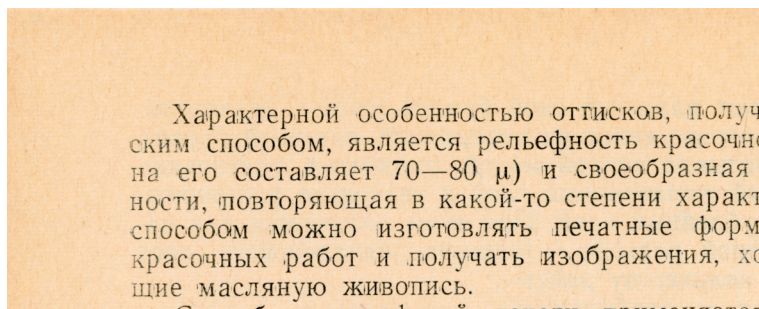 Характерной особенностью оттисков, получ
ским способом, является рельефность красочн
на его составляет 70—80 μ) и своеобразная
ности, повторяющая в какой-то степени характ
способом можно изготовлять печатные форм
красочных работ и получать изображения, хо
щие масляную живопись.